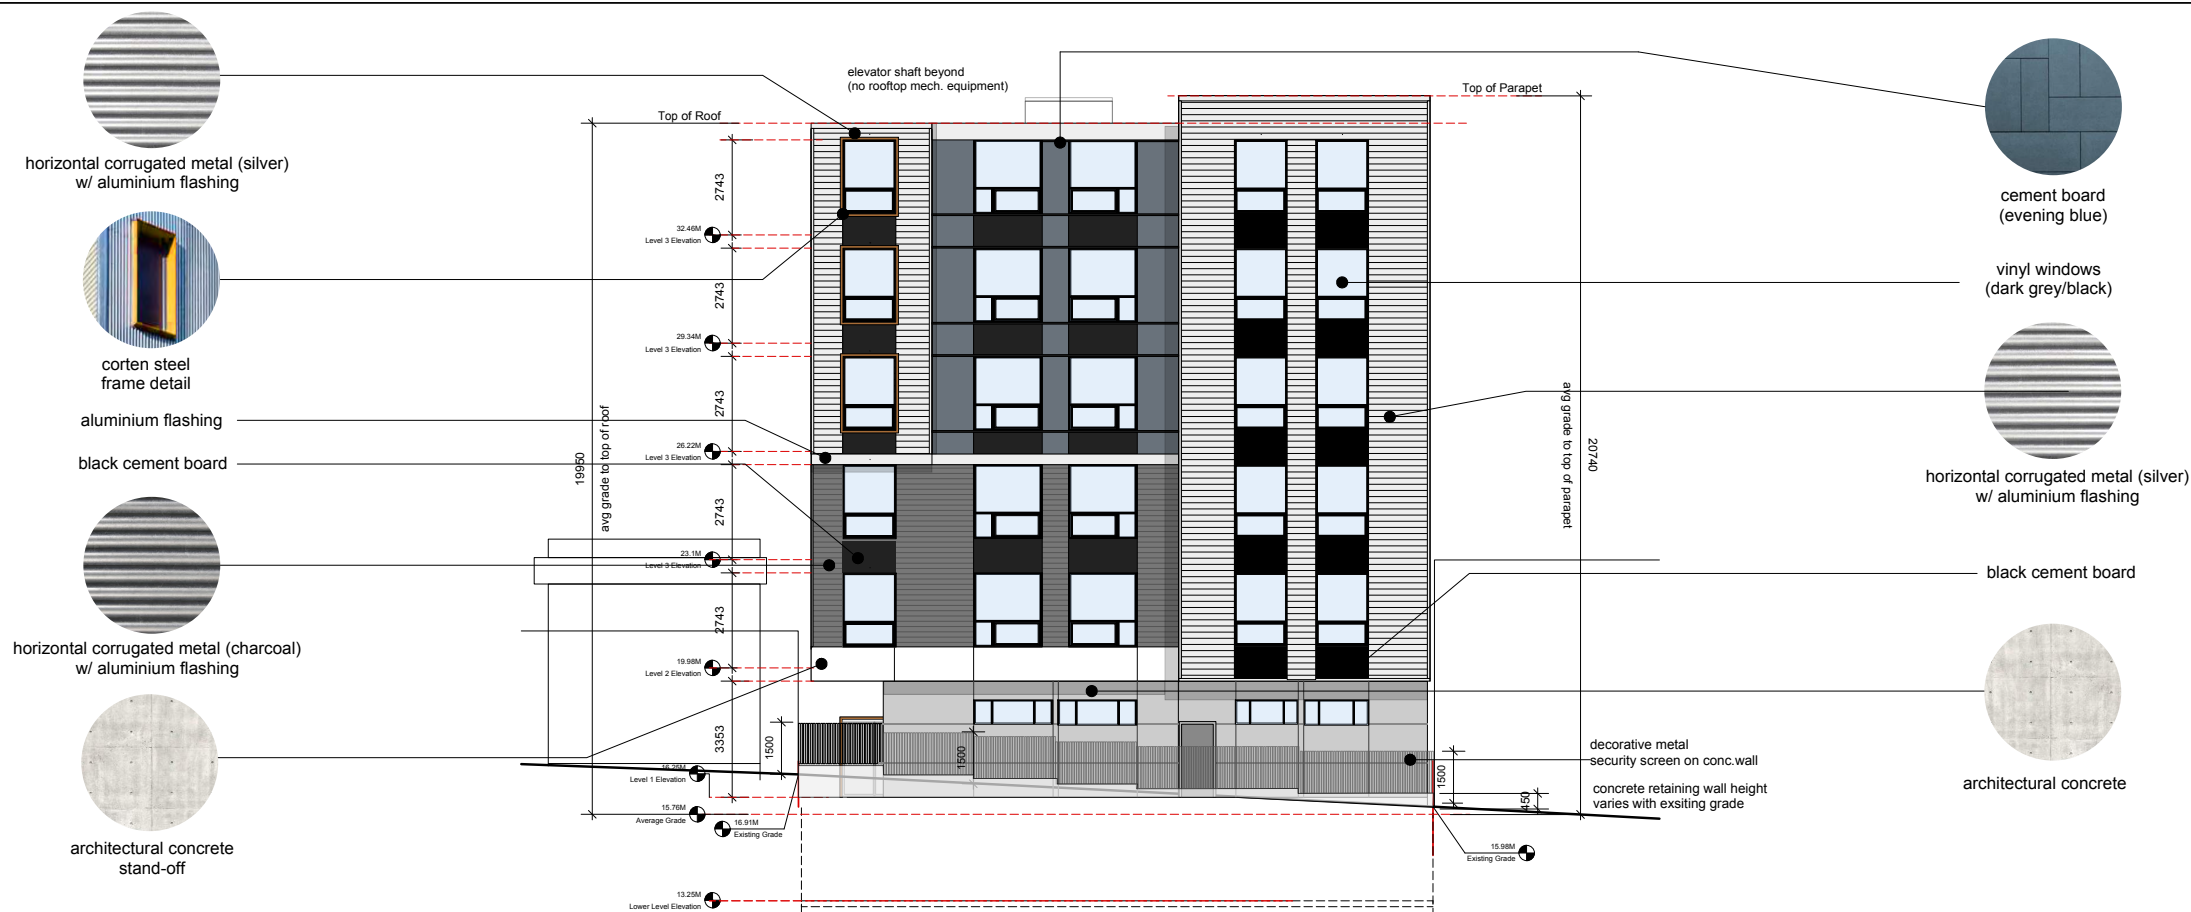 horizontal corrugated metal (silver)
w/ aluminium flashing
corten steel
frame detail
aluminium flashing
black cement board
horizontal corrugated metal (charcoal)
w/ aluminium flashing
architectural concrete
stand-off
elevator shaft beyond
(no rooftop mech. equipment)
Top of Roof
Top of Parapet
19950
avg grade to top of roof
2743
32.46M
Level 3 Elevation
2743
29.34M
Level 3 Elevation
2743
26.22M
Level 3 Elevation
2743
23.1M
Level 3 Elevation
2743
19.98M
Level 2 Elevation
3353
1500
1500
16.25M
Level 1 Elevation
15.76M
Average Grade
16.91M
Existing Grade
13.25M
Lower Level Elevation
avg grade to top of parapet
20740
1500
450
decorative metal
security screen on conc.wall
concrete retaining wall height
varies with exsiting grade
15.98M
Existing Grade
cement board
(evening blue)
vinyl windows
(dark grey/black)
horizontal corrugated metal (silver)
w/ aluminium flashing
black cement board
architectural concrete